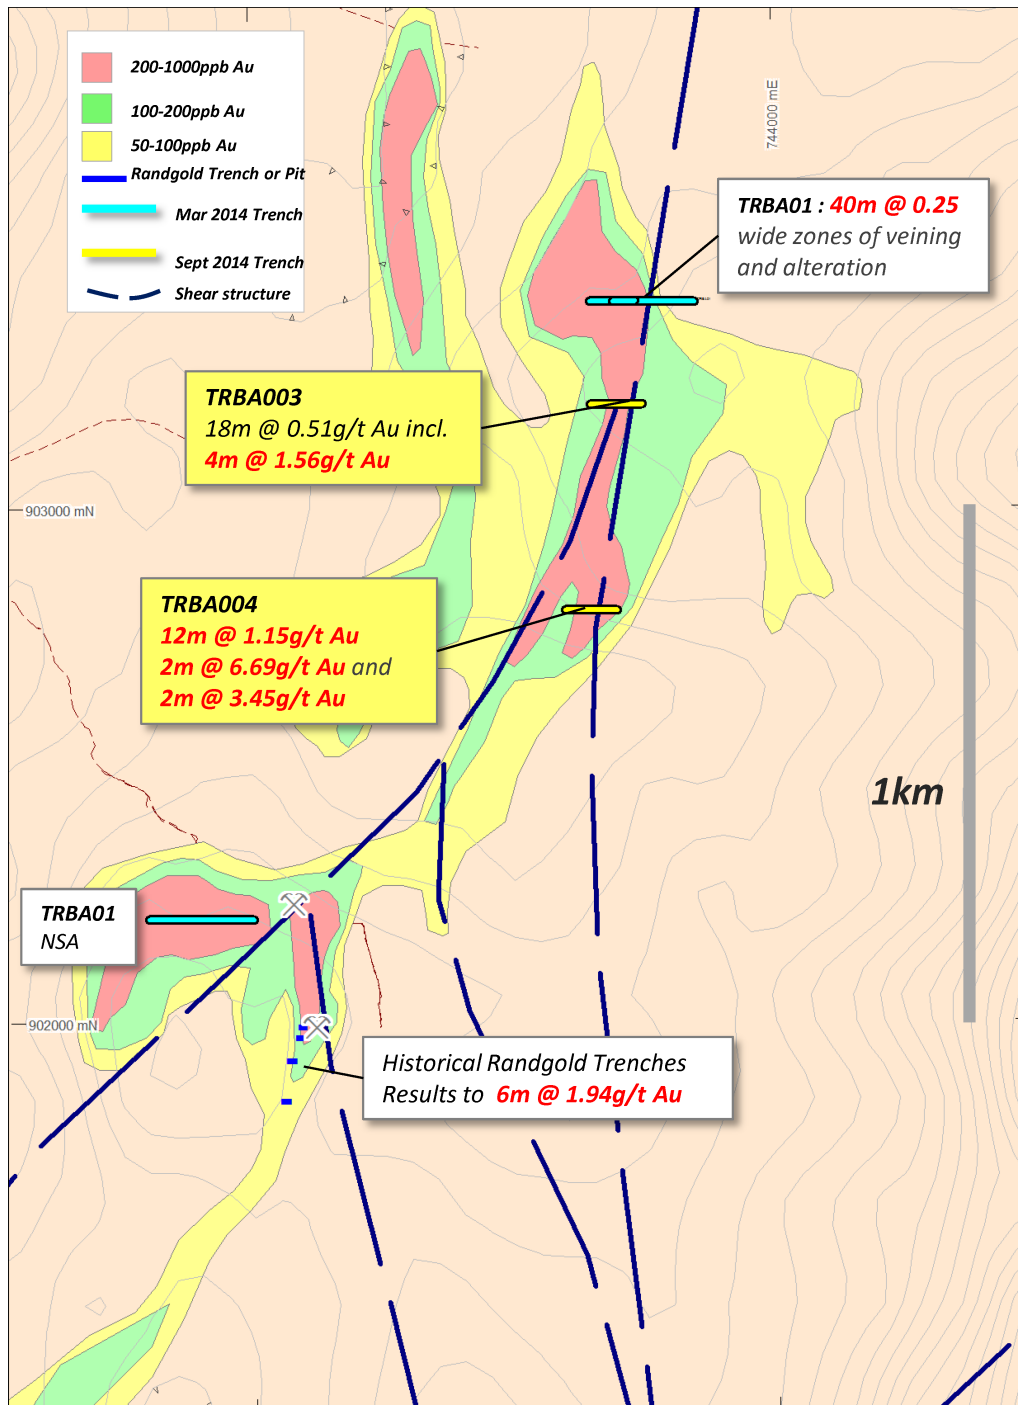 200-1000ppb Au
100-200ppb Au
50-100ppb Au
Randgold Trench or Pit
Mar 2014 Trench
Sept 2014 Trench
Shear structure
744000 mE
TRBA01 : 40m @ 0.25
wide zones of veining
and alteration
TRBA003
18m @ 0.51g/t Au incl.
4m @ 1.56g/t Au
903000 mN
TRBA004
12m @ 1.15g/t Au
2m @ 6.69g/t Au and
2m @ 3.45g/t Au
1km
TRBA01
NSA
902000 mN
Historical Randgold Trenches
Results to 6m @ 1.94g/t Au